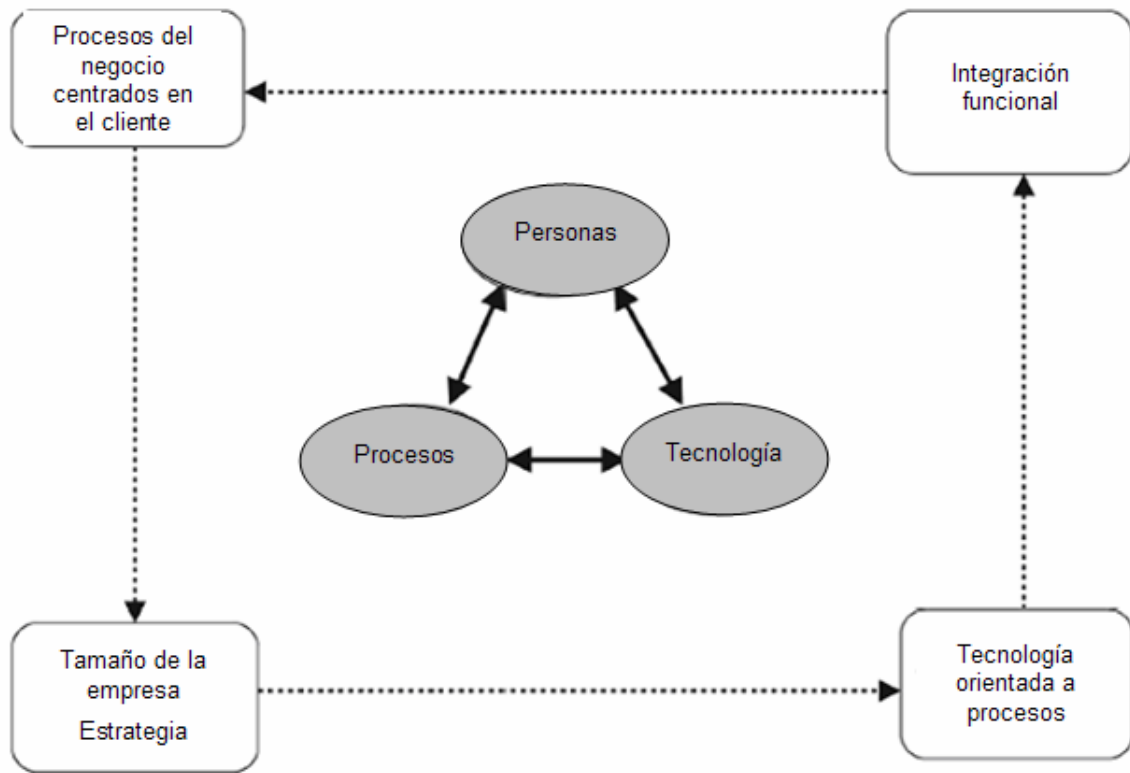 Procesos del
negocio
centrados en
el cliente
Integración
funcional
Personas
Procesos
Tecnología
Tamaño de la
empresa
Estrategia
Tecnología
orientada a
procesos